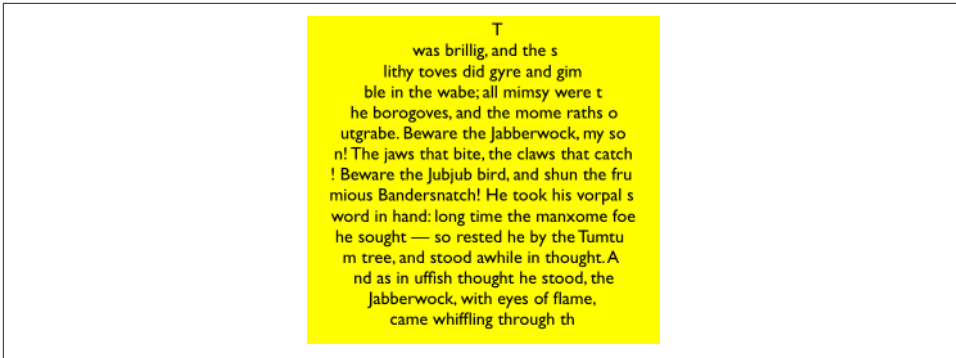 T
was brillig, and the s
lithy toves did gyre and gim
ble in the wabe; all mimsy were t
he borogoves, and the mome raths o
utgrabe. Beware the Jabberwock, my so
n! The jaws that bite, the claws that catch
! Beware the Jubjub bird, and shun the fru
mious Bandersnatch! He took his vorpal s
word in hand: long time the manxome foe
he sought — so rested he by the Tumtu
m tree, and stood awhile in thought. A
nd as in uffish thought he stood, the
Jabberwock, with eyes of flame,
came whiffling through th